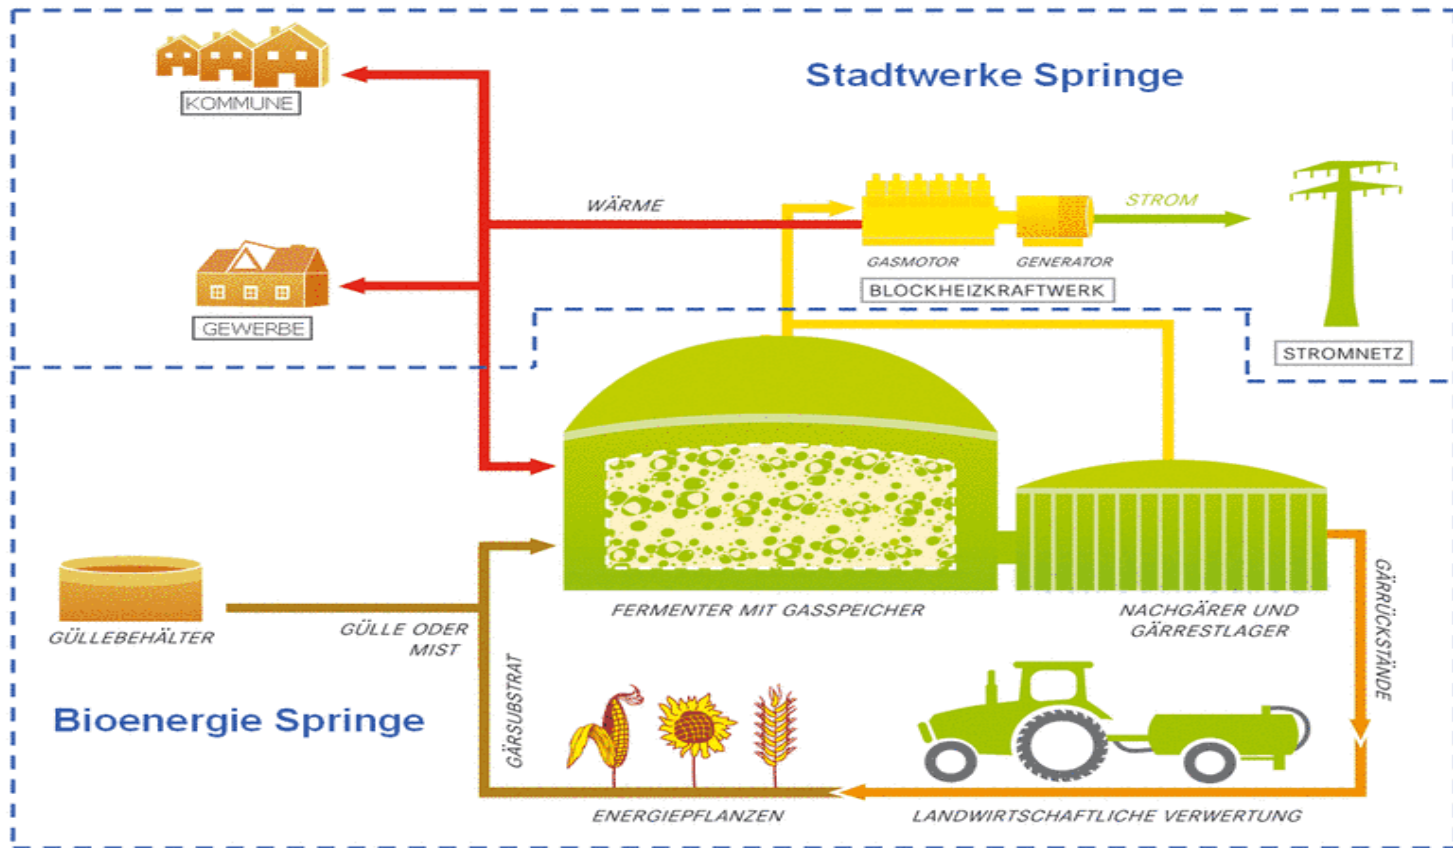 Stadtwerke Springe
KOMMUNE
WÄRME
STROM
GASMOTOR
GENERATOR
BLOCKHEIZKRAFTWERK
GEWERBE
STROMNETZ
FERMENTER MIT GASSPEICHER
NACHGÄRER UND
GÄRRESTLAGER
GÄRRÜCKSTÄNDE
GÜLLEBEHÄLTER
GÜLLE ODER
MIST
GÄRSUBSTRAT
Bioenergie Springe
ENERGIEPFLANZEN
LANDWIRTSCHAFTLICHE VERWERTUNG